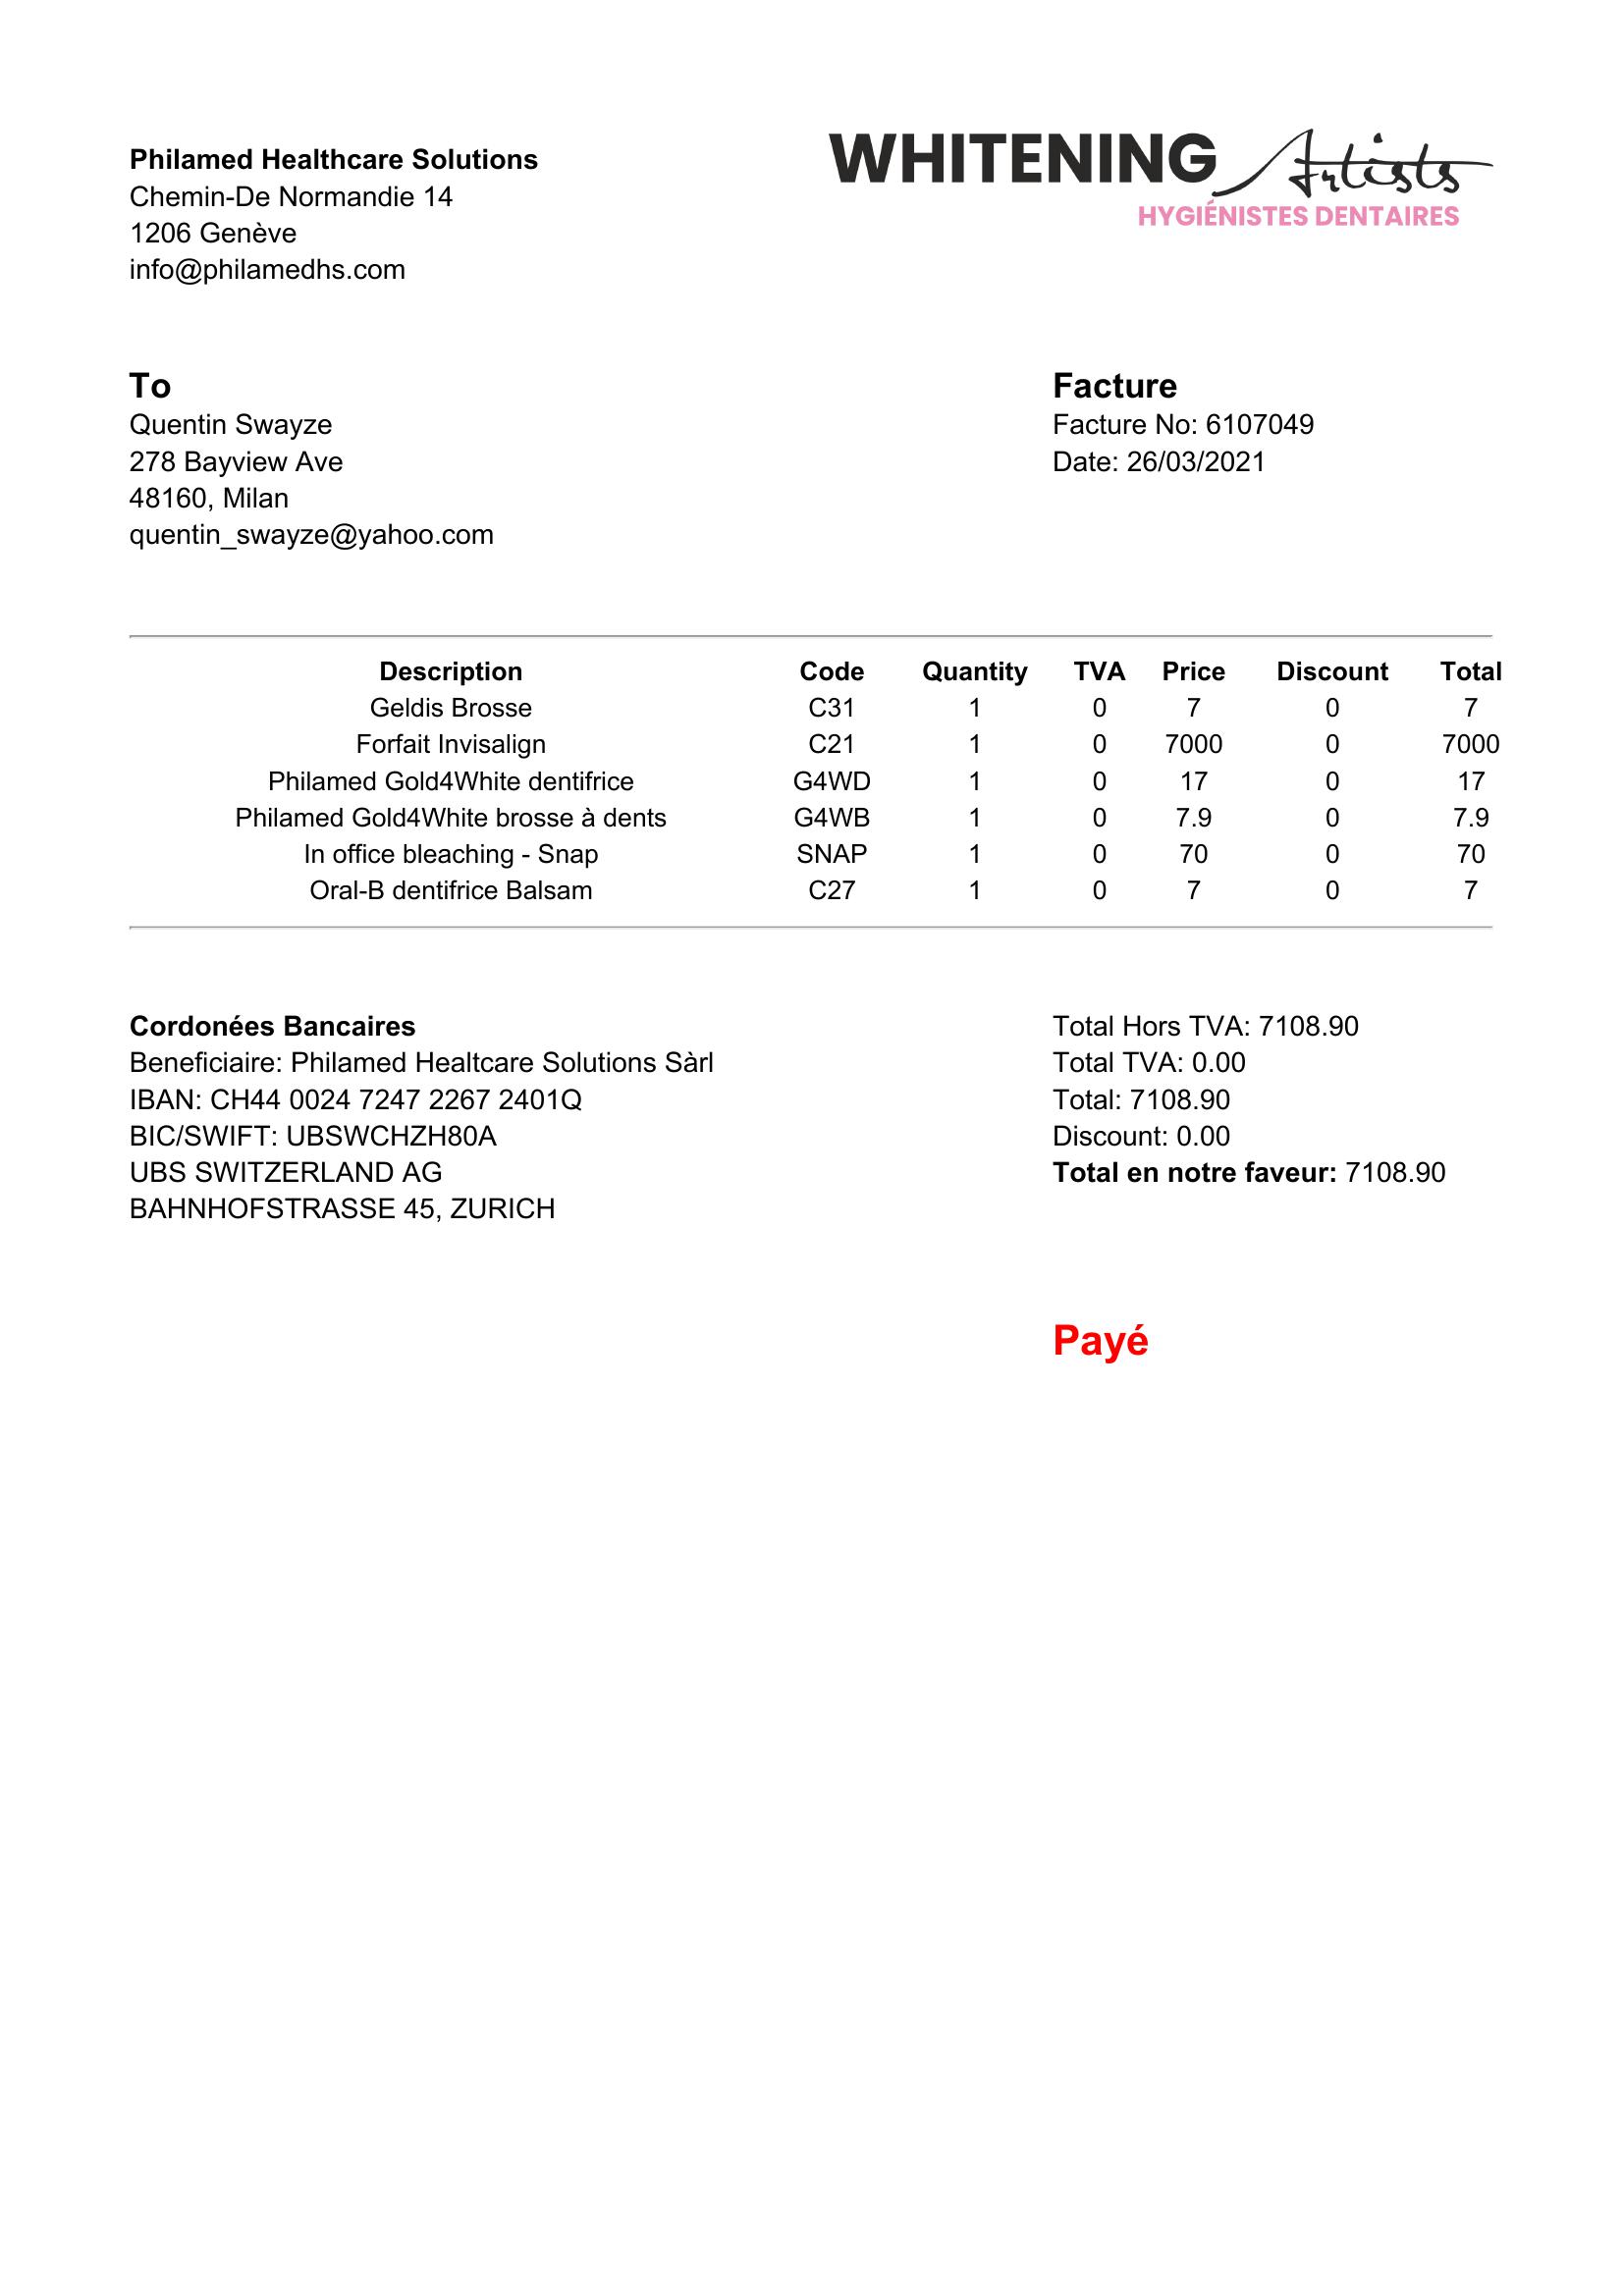 Philamed Healthcare Solutions
Chemin-De Normandie 14
1206 Genève
info@philamedhs.com
WHITENING Artists
HYGIÉNISTES DENTAIRES
To
Quentin Swayze
278 Bayview Ave
48160, Milan
quentin_swayze@yahoo.com
Facture
Facture No: 6107049
Date: 26/03/2021
Description Code Quantity TVA Price Discount Total
Geldis Brosse C31 1 0 7 0 7
Forfait Invisalign C21 1 0 7000 0 7000
Philamed Gold4White dentifrice G4WD 1 0 17 0 17
Philamed Gold4White brosse à dents G4WB 1 0 7.9 0 7.9
In office bleaching - Snap SNAP 1 0 70 0 70
Oral-B dentifrice Balsam C27 1 0 7 0 7
Cordonées Bancaires
Beneficiaire: Philamed Healtcare Solutions Sàrl
IBAN: CH44 0024 7247 2267 2401Q
BIC/SWIFT: UBSWCHZH80A
UBS SWITZERLAND AG
BAHNHOFSTRASSE 45, ZURICH
Total Hors TVA: 7108.90
Total TVA: 0.00
Total: 7108.90
Discount: 0.00
Total en notre faveur: 7108.90
Payé